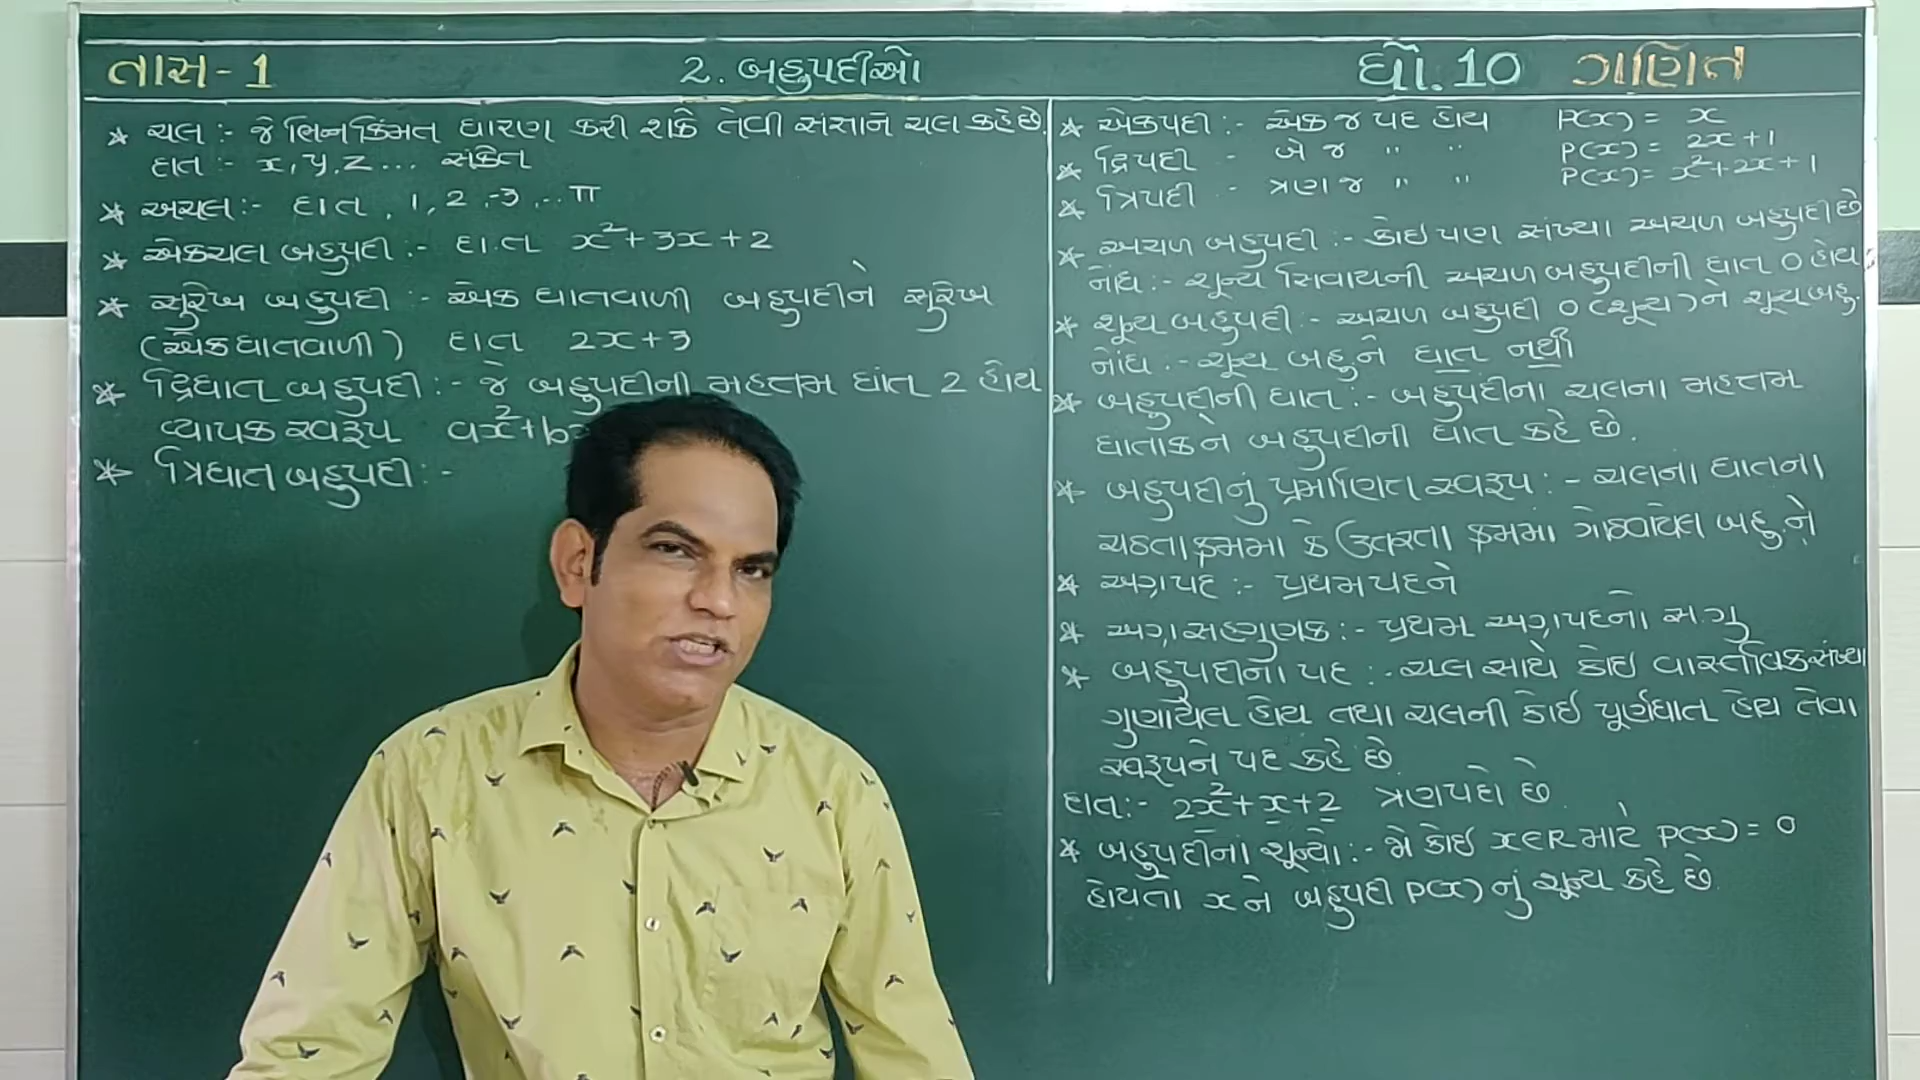 તાસ - 1
2. બહુપદીઓ
ધો. 10 ગણિત
* ચલ :- જે ભિન્ન કિંમત ધારણ કરી શકે તેવી સંજ્ઞાને ચલ કહે છે.
દા.ત :- x, y, z ... સંકેત
* અચલ :- દા.ત , 1, 2, -3, ... π
* એકચલ બહુપદી :- દા.ત x²+3x+2
* સુરેખ બહુપદી :- એક ઘાતવાળી બહુપદીને સુરેખ
(એક ઘાતવાળી) દા.ત 2x+3
* દ્વિઘાત બહુપદી :- જે બહુપદીની મહત્તમ ઘાત 2 હોય
વ્યાપક સ્વરૂપ ax²+b
* ત્રિઘાત બહુપદી :-
* એકપદી :- એક જ પદ હોય P(x) = x
* દ્વિપદી - બે જ " " P(x) = 2x+1
* ત્રિપદી - ત્રણ જ " " P(x) = x²+2x+1
* અચળ બહુપદી :- કોઈ પણ સંખ્યા અચળ બહુપદી છે
નોંધ :- શૂન્ય સિવાયની અચળ બહુપદીની ઘાત 0 હોય
* શૂન્ય બહુપદી :- અચળ બહુપદી 0 (શૂન્ય) ને શૂન્ય બહુ.
નોંધ :- શૂન્ય બહુ.ને ઘાત નથી
* બહુપદીની ઘાત :- બહુપદીના ચલના મહતમ
ઘાતાંકને બહુપદીની ઘાત કહે છે.
* બહુપદીનું પ્રમાણિત સ્વરૂપ :- ચલના ઘાતના
ચઢતા ક્રમમાં કે ઉતરતા ક્રમમાં ગોઠવાયેલ બહુ.ને
* અગ્રપદ :- પ્રથમ પદને
* અગ્ર સહગુણક :- પ્રથમ અગ્રપદનો સ.ગુ
* બહુપદીના પદ :- ચલ સાથે કોઈ વાસ્તવિક સંખ્યા
ગુણાયેલ હોય તથા ચલની કોઈ પૂર્ણઘાત હોય તેવા
સ્વરૂપને પદ કહે છે.
દા.ત :- 2x²+x+2 ત્રણ પદો છે.
* બહુપદીનાં શૂન્યો :- જો કોઈ x∈R માટે P(x) = 0
હોય તો x ને બહુપદી P(x) નું શૂન્ય કહે છે.